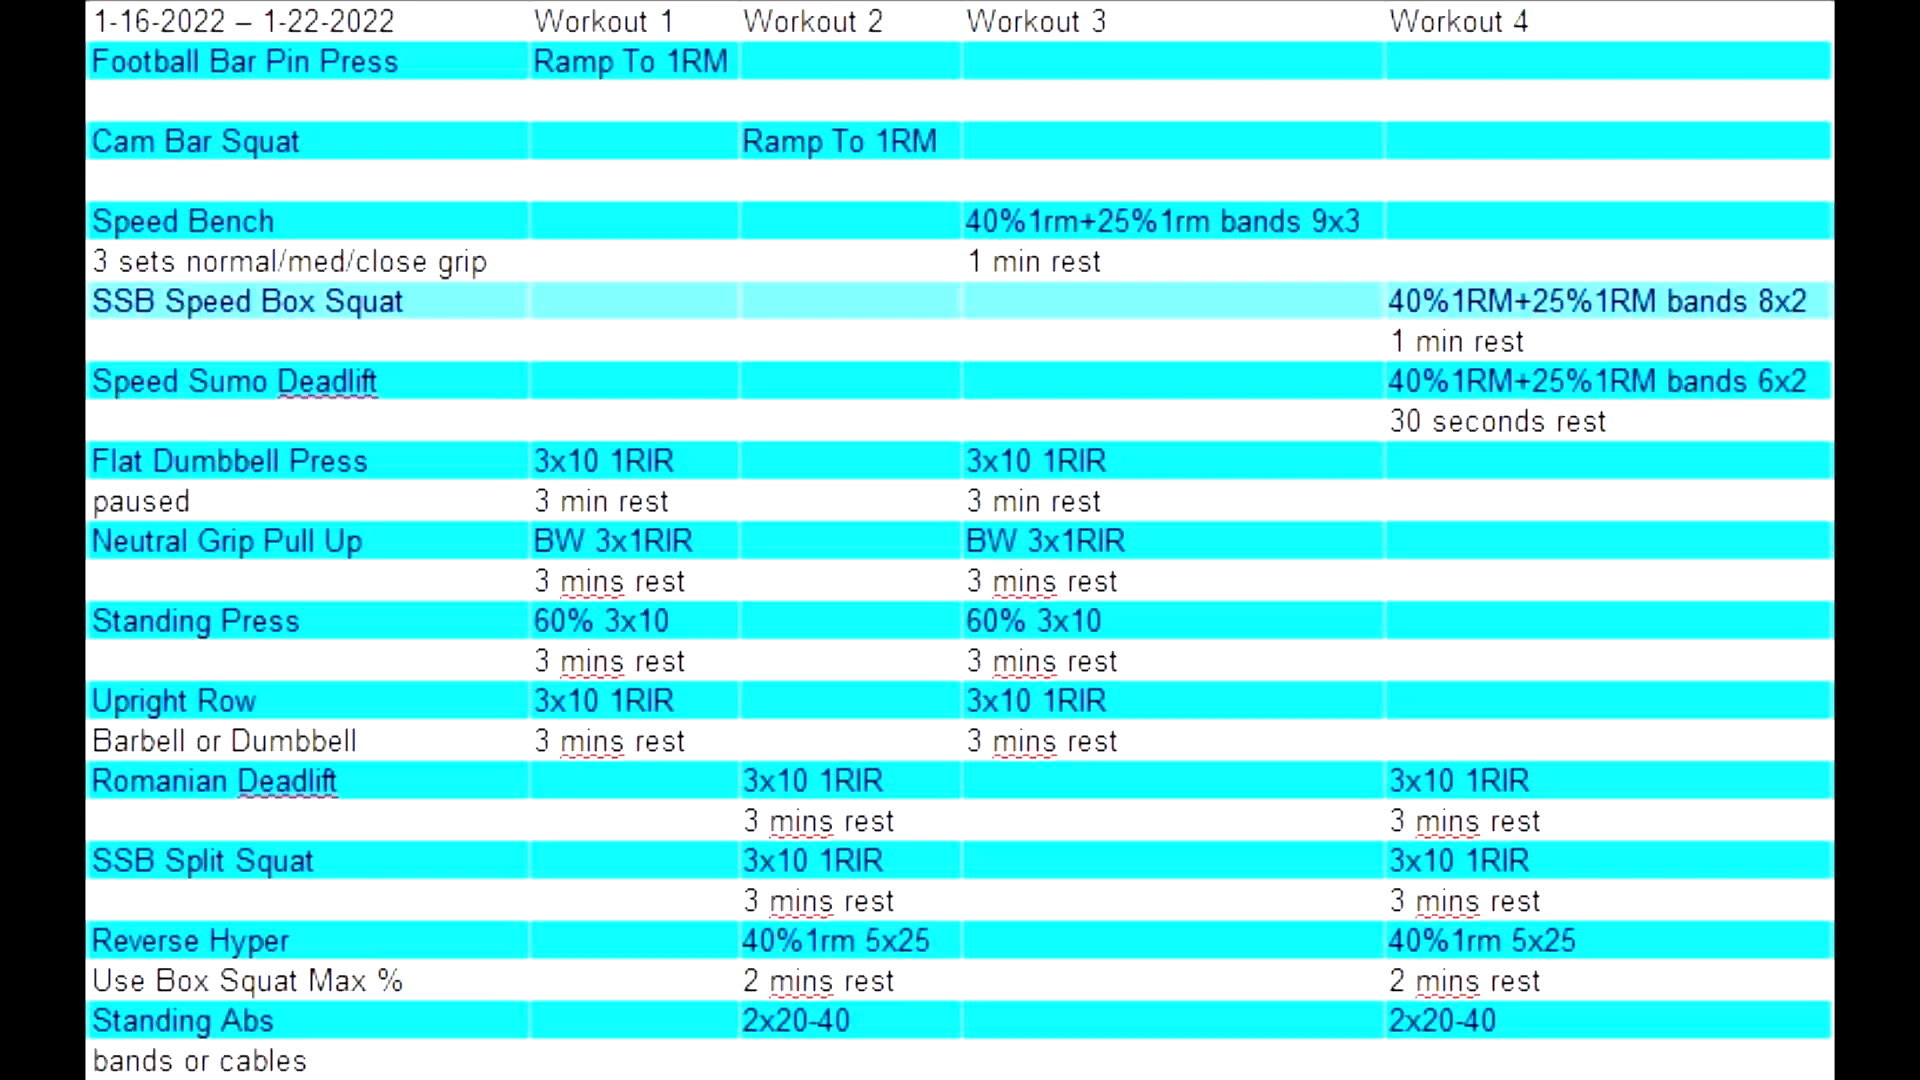 1-16-2022 – 1-22-2022 Workout 1 Workout 2 Workout 3 Workout 4
Football Bar Pin Press Ramp To 1RM
Cam Bar Squat Ramp To 1RM
Speed Bench 40%1rm+25%1rm bands 9x3
3 sets normal/med/close grip 1 min rest
SSB Speed Box Squat 40%1RM+25%1RM bands 8x2
1 min rest
Speed Sumo Deadlift 40%1RM+25%1RM bands 6x2
30 seconds rest
Flat Dumbbell Press 3x10 1RIR 3x10 1RIR
paused 3 min rest 3 min rest
Neutral Grip Pull Up BW 3x1RIR BW 3x1RIR
3 mins rest 3 mins rest
Standing Press 60% 3x10 60% 3x10
3 mins rest 3 mins rest
Upright Row 3x10 1RIR 3x10 1RIR
Barbell or Dumbbell 3 mins rest 3 mins rest
Romanian Deadlift 3x10 1RIR 3x10 1RIR
3 mins rest 3 mins rest
SSB Split Squat 3x10 1RIR 3x10 1RIR
3 mins rest 3 mins rest
Reverse Hyper 40%1rm 5x25 40%1rm 5x25
Use Box Squat Max % 2 mins rest 2 mins rest
Standing Abs 2x20-40 2x20-40
bands or cables